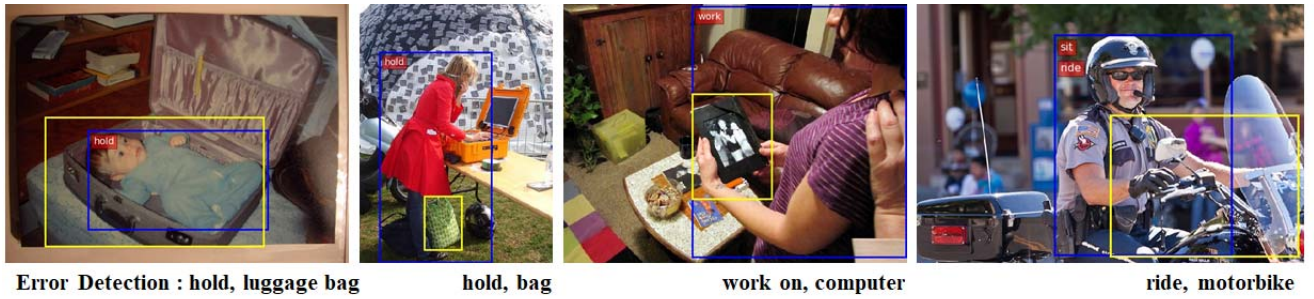 hold
hold
work
sit
ride
Error Detection : hold, luggage bag
hold, bag
work on, computer
ride, motorbike